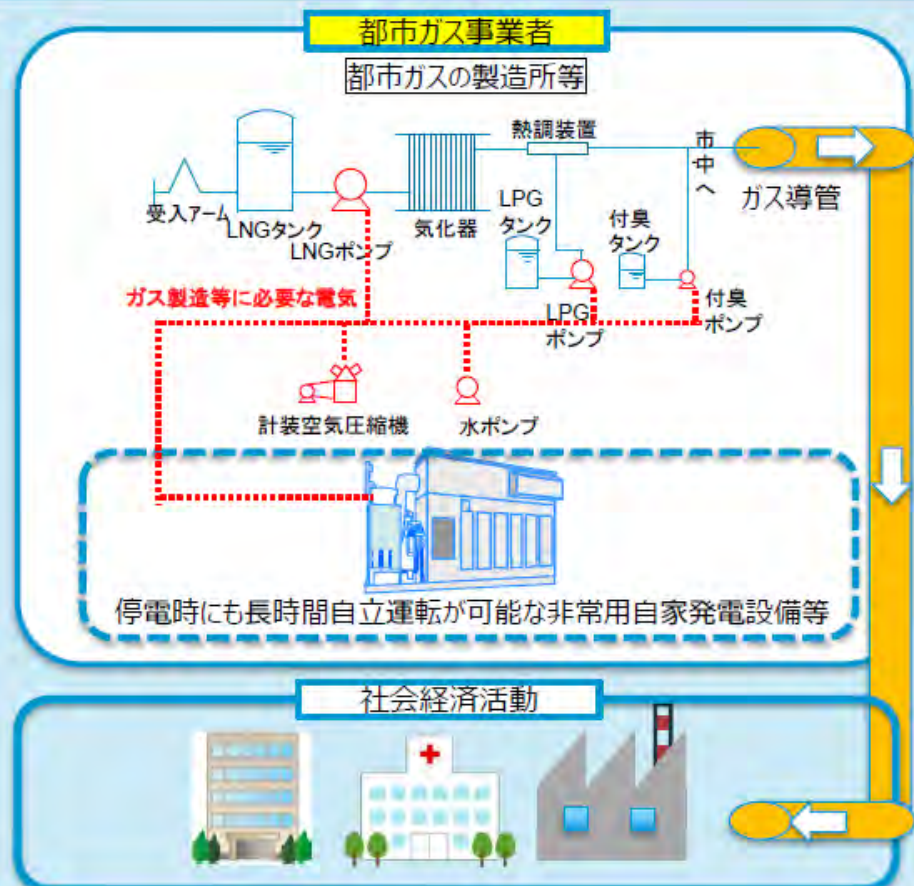 都市ガス事業者
都市ガスの製造所等
熱調装置
市中へ
ガス導管
受入アーム
LNGタンク
LNGポンプ
気化器
LPG
タンク
付臭
タンク
ガス製造等に必要な電気
LPG
ポンプ
付臭
ポンプ
計装空気圧縮機
水ポンプ
停電時にも長時間自立運転が可能な非常用自家発電設備等
社会経済活動